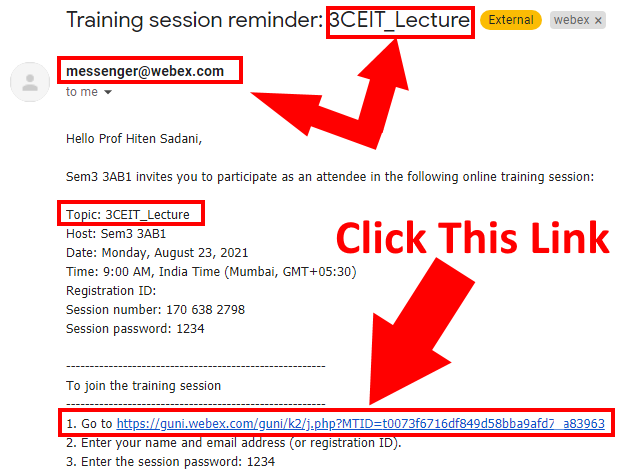 Training session reminder: 3CEIT_Lecture External webex ×
messenger@webex.com
to me
Hello Prof Hiten Sadani,
Sem3 3AB1 invites you to participate as an attendee in the following online training session:
Topic: 3CEIT_Lecture
Host: Sem3 3AB1
Date: Monday, August 23, 2021
Time: 9:00 AM, India Time (Mumbai, GMT+05:30)
Registration ID:
Session number: 170 638 2798
Session password: 1234
Click This Link
-------------------------------------------------------
To join the training session
-------------------------------------------------------
1. Go to https://guni.webex.com/guni/k2/j.php?MTID=t0073f6716df849d58bba9afd7_a83963
2. Enter your name and email address (or registration ID).
3. Enter the session password: 1234